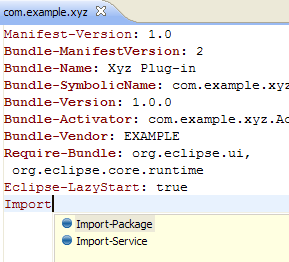 com.example.xyz
Manifest-Version: 1.0
Bundle-ManifestVersion: 2
Bundle-Name: Xyz Plug-in
Bundle-SymbolicName: com.example.xyz
Bundle-Version: 1.0.0
Bundle-Activator: com.example.xyz.Ac
Bundle-Vendor: EXAMPLE
Require-Bundle: org.eclipse.ui,
org.eclipse.core.runtime
Eclipse-LazyStart: true
Import
Import-Package
Import-Service